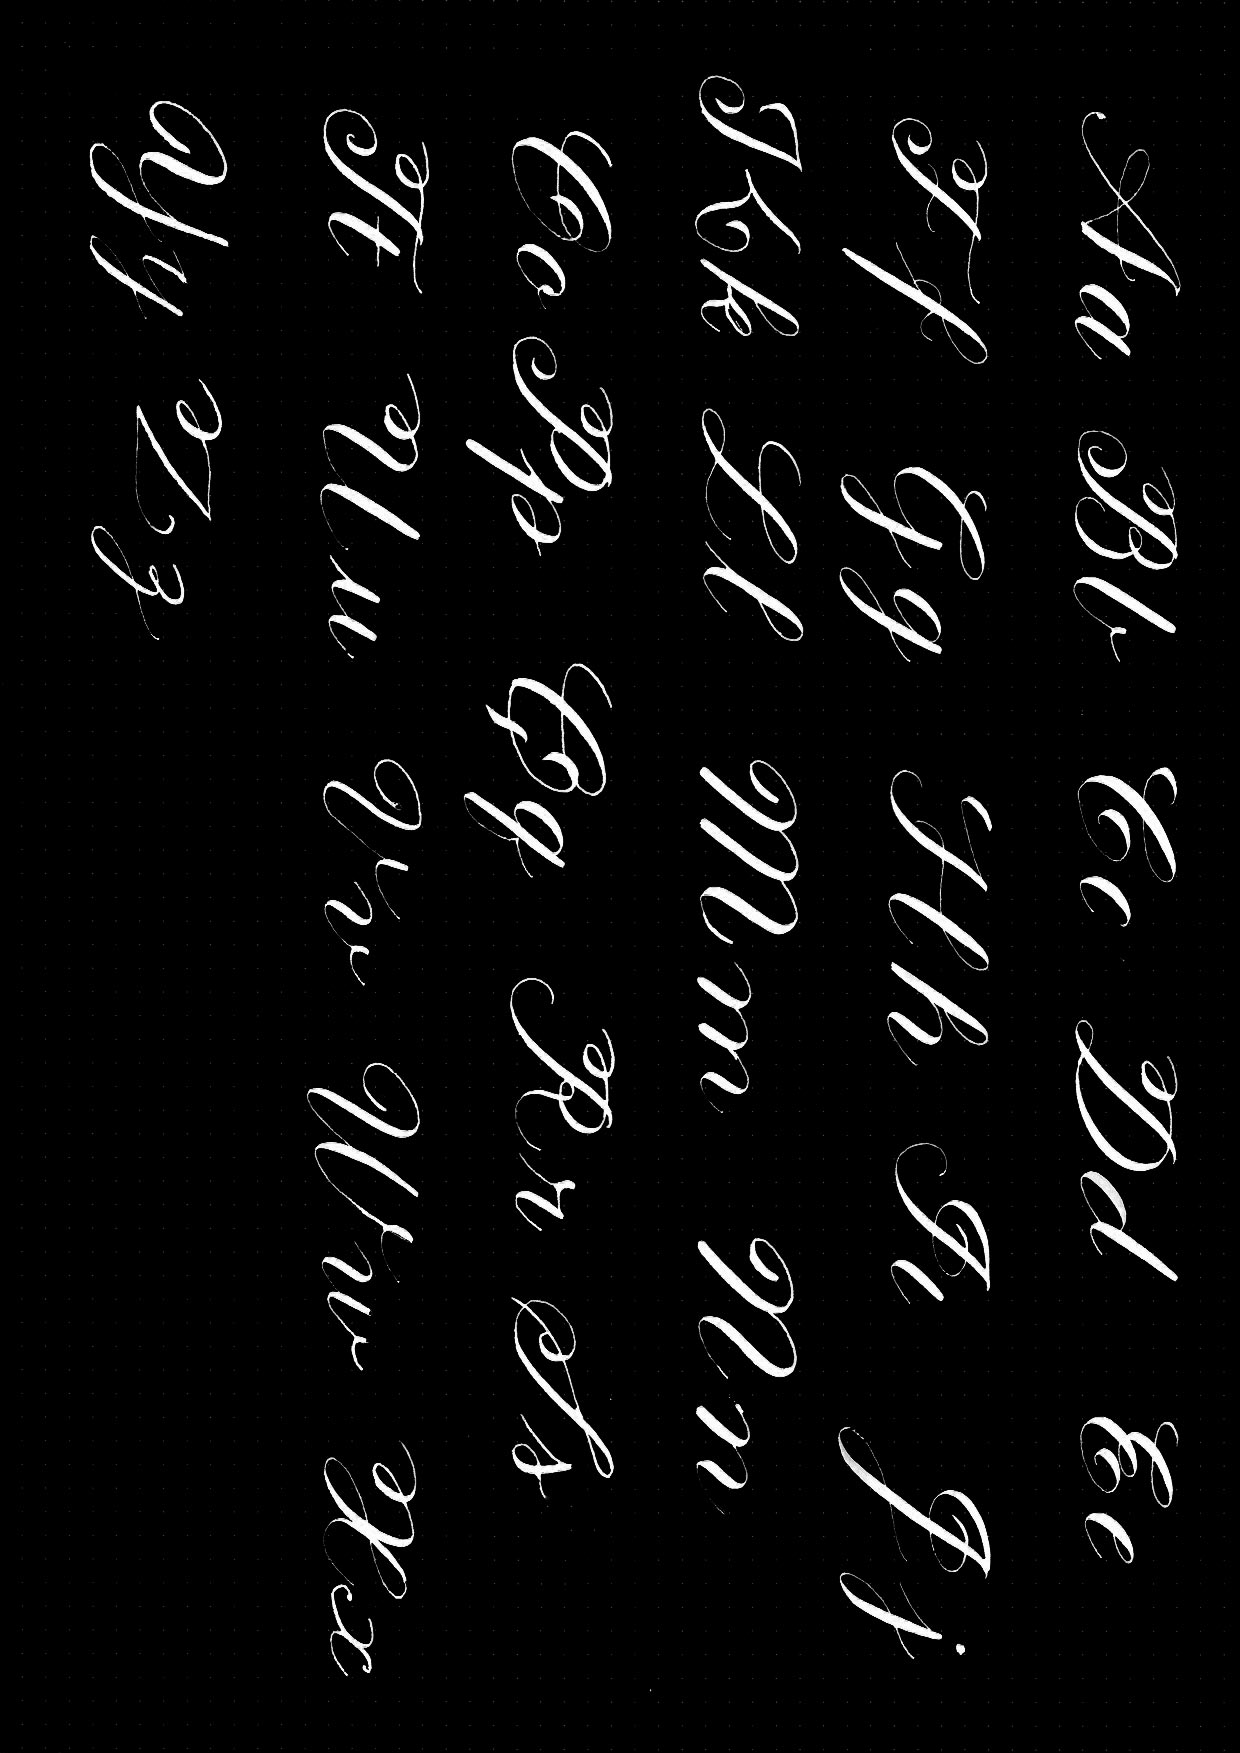 Aa Bb Cc Dd Ee
Ff Gg Hh Ii Jj
Kk Ll Mm Nn
Oo Pp Qq Rr Ss
Tt Uu Vv Ww Xx
Yy Zz